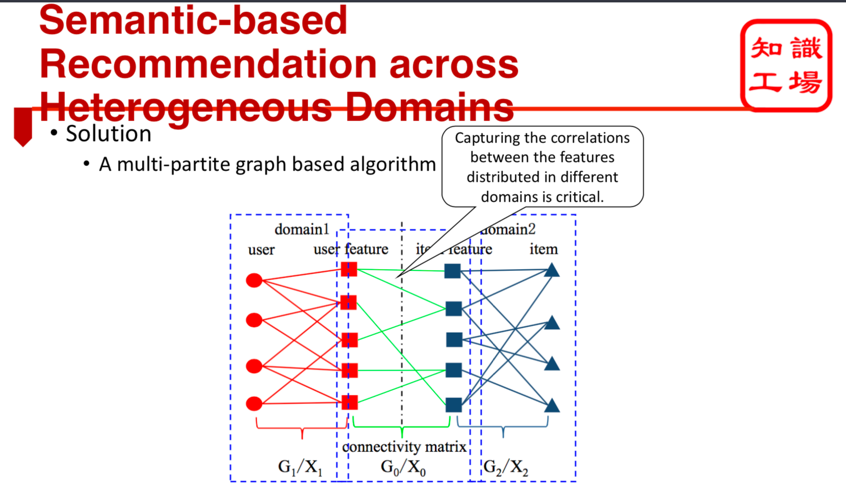 Semantic-based
Recommendation across
Heterogeneous Domains
知識
工場
• Solution
• A multi-partite graph based algorithm
Capturing the correlations
between the features
distributed in different
domains is critical.
domain1
user
user feature
feature
item
connectivity matrix
G₁/X₁
G₀/X₀
G₂/X₂